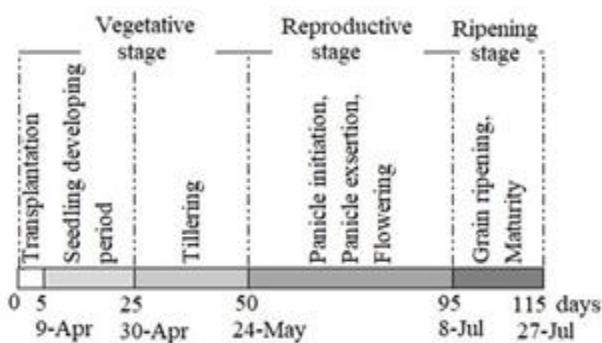 Vegetative
stage
Reproductive
stage
Ripening
stage
Transplantation
Seedling developing
period
Tillering
Panicle initiation,
Panicle exsertion,
Flowering
Grain ripening,
Maturity
0 5 25 50 95 115 days
9-Apr 30-Apr 24-May 8-Jul 27-Jul